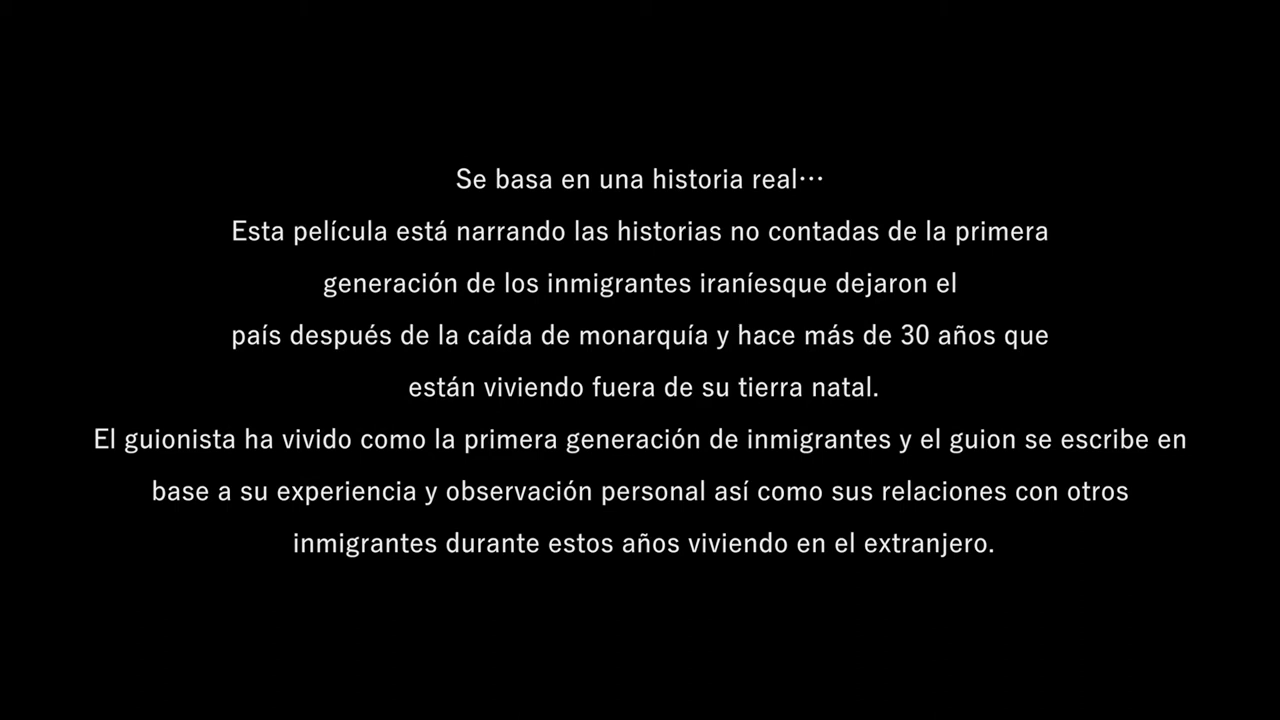 Se basa en una historia real···
Esta película está narrando las historias no contadas de la primera
generación de los inmigrantes iraníesque dejaron el
país después de la caída de monarquía y hace más de 30 años que
están viviendo fuera de su tierra natal.
El guionista ha vivido como la primera generación de inmigrantes y el guion se escribe en
base a su experiencia y observación personal así como sus relaciones con otros
inmigrantes durante estos años viviendo en el extranjero.